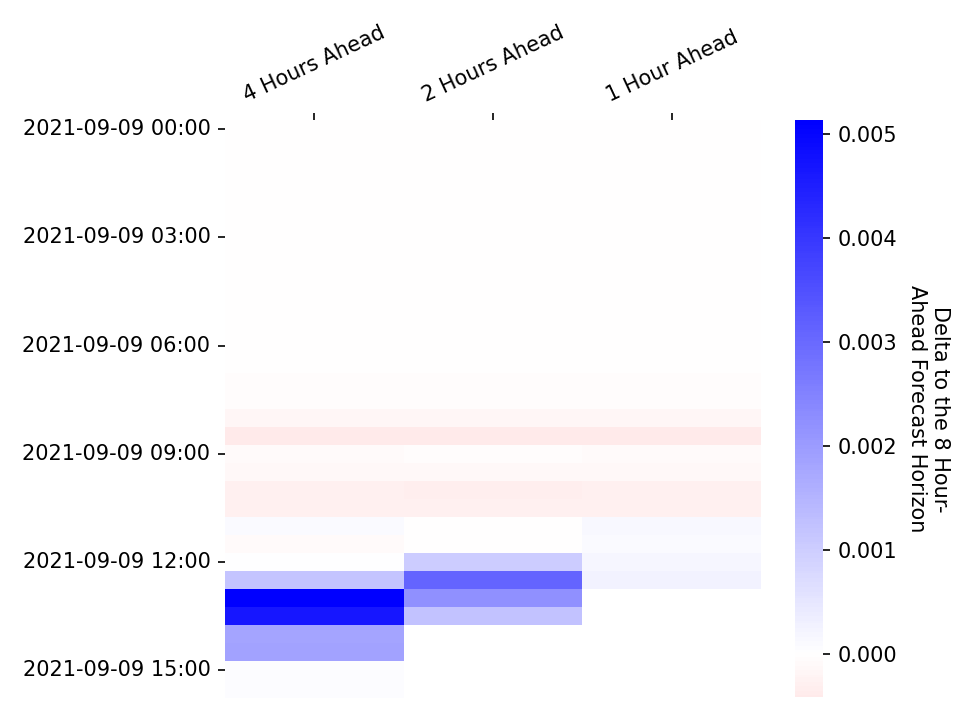 4 Hours Ahead
2 Hours Ahead
1 Hour Ahead
2021-09-09 00:00
2021-09-09 03:00
2021-09-09 06:00
2021-09-09 09:00
2021-09-09 12:00
2021-09-09 15:00
0.005
0.004
0.003
0.002
0.001
0.000
Delta to the 8 Hour-
Ahead Forecast Horizon